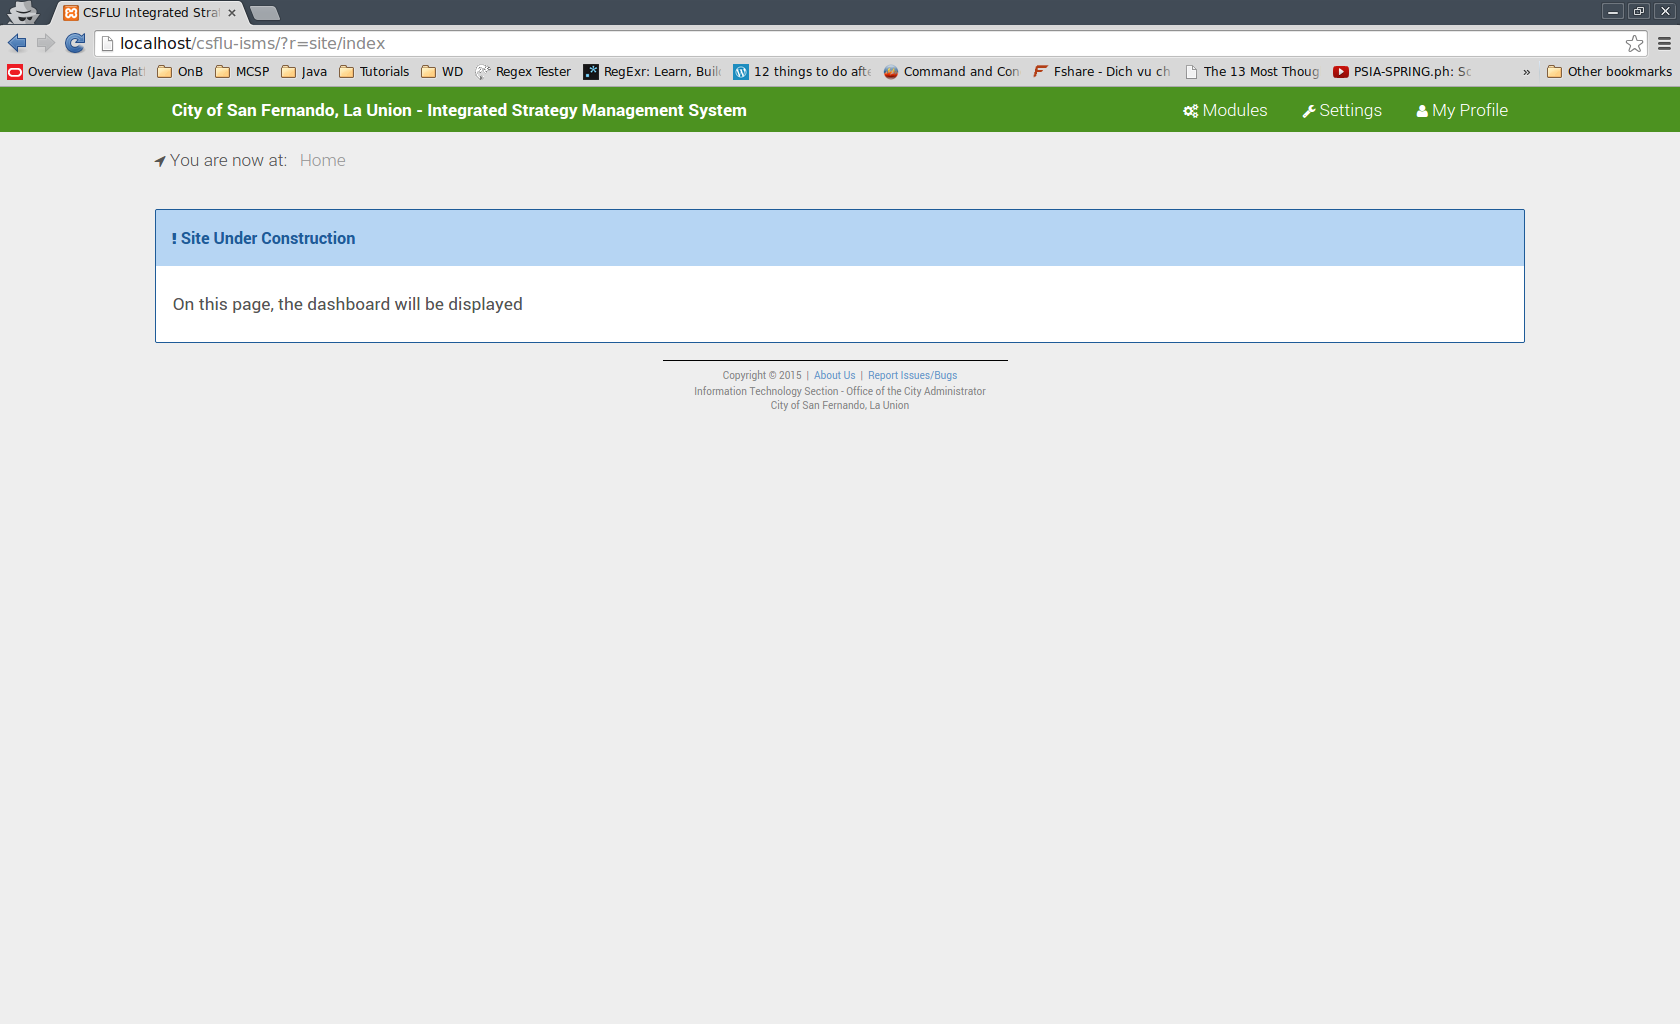 CSFLU Integrated Stra
localhost/csflu-isms/?r=site/index
Overview (Java Plat OnB MCSP Java Tutorials WD Regex Tester RegExr: Learn, Buil 12 things to do afte Command and Con Fshare - Dich vu ch The 13 Most Thoug PSIA-SPRING.ph: Sc » Other bookmarks
City of San Fernando, La Union - Integrated Strategy Management System Modules Settings My Profile
You are now at: Home
! Site Under Construction
On this page, the dashboard will be displayed
Copyright © 2015 | About Us | Report Issues/Bugs
Information Technology Section - Office of the City Administrator
City of San Fernando, La Union